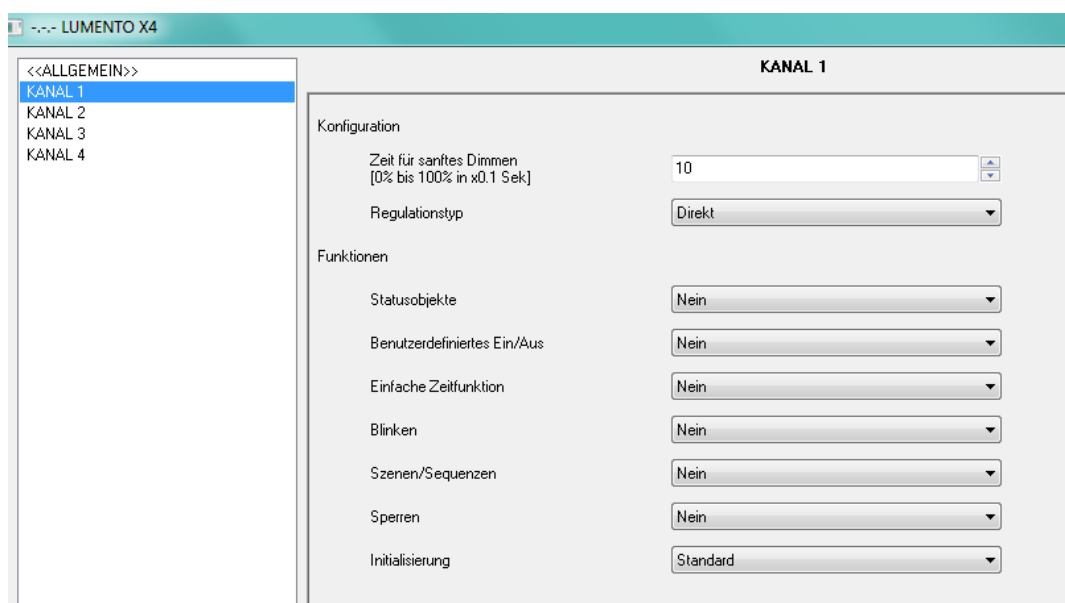 -.-.- LUMENTO X4
<<ALLGEMEIN>>
KANAL 1
KANAL 2
KANAL 3
KANAL 4
KANAL 1
Konfiguration
Zeit für sanftes Dimmen
[0% bis 100% in x0.1 Sek]
10
Regulationstyp
Direkt
Funktionen
Statusobjekte
Nein
Benutzerdefiniertes Ein/Aus
Nein
Einfache Zeitfunktion
Nein
Blinken
Nein
Szenen/Sequenzen
Nein
Sperren
Nein
Initialisierung
Standard